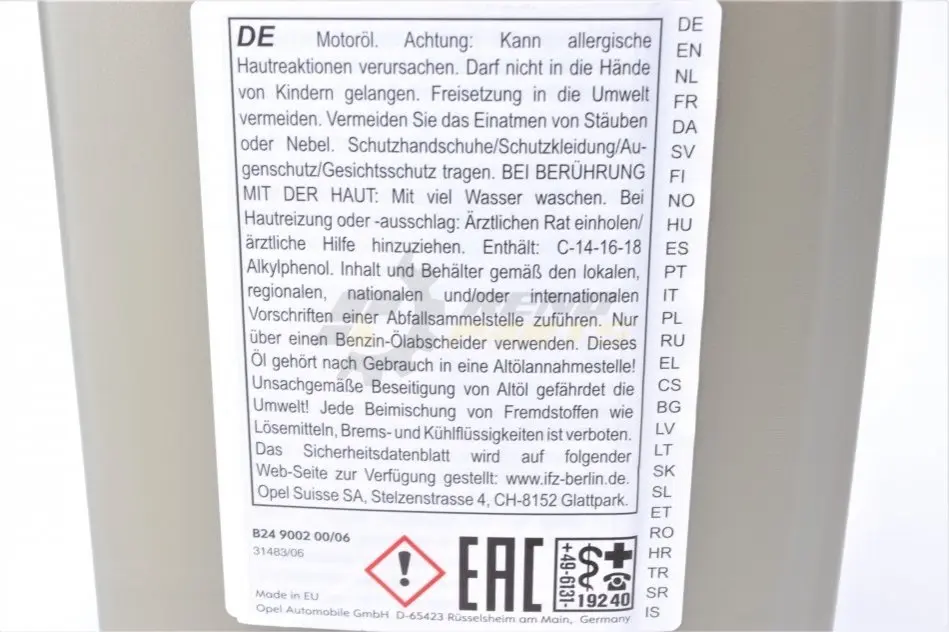 DE Motoröl. Achtung: Kann allergische
Hautreaktionen verursachen. Darf nicht in die Hände
von Kindern gelangen. Freisetzung in die Umwelt
vermeiden. Vermeiden Sie das Einatmen von Stäuben
oder Nebel. Schutzhandschuhe/Schutzkleidung/Au-
genschutz/Gesichtsschutz tragen. BEI BERÜHRUNG
MIT DER HAUT: Mit viel Wasser waschen. Bei
Hautreizung oder -ausschlag: Ärztlichen Rat einholen/
ärztliche Hilfe hinzuziehen. Enthält: C-14-16-18
Alkylphenol. Inhalt und Behälter gemäß den lokalen,
regionalen, nationalen und/oder internationalen
Vorschriften einer Abfallsammelstelle zuführen. Nur
über einen Benzin-Ölabscheider verwenden. Dieses
Öl gehört nach Gebrauch in eine Altölannahmestelle!
Unsachgemäße Beseitigung von Altöl gefährdet die
Umwelt! Jede Beimischung von Fremdstoffen wie
Lösemitteln, Brems- und Kühlflüssigkeiten ist verboten.
Das Sicherheitsdatenblatt wird auf folgender
Web-Seite zur Verfügung gestellt: www.ifz-berlin.de.
Opel Suisse SA, Stelzenstrasse 4, CH-8152 Glattpark.
DE
EN
NL
FR
DA
SV
FI
NO
HU
ES
PT
IT
PL
RU
EL
CS
BG
LV
LT
SK
SL
ET
RO
HR
TR
SR
IS
B24 9002 00/06
31483/06
EAC
+49-6131-
19240
Made in EU
Opel Automobile GmbH D-65423 Rüsselsheim am Main, Germany